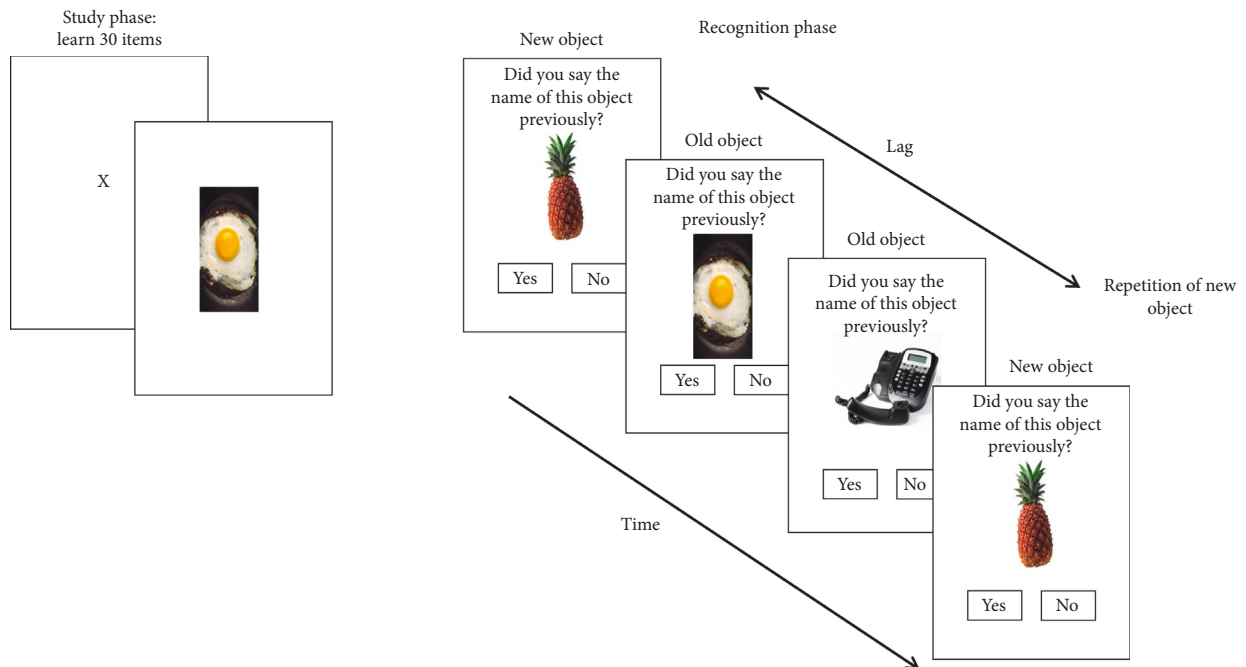 Study phase:
learn 30 items
X
Recognition phase
New object
Did you say the
name of this object
previously?
Yes
No
Old object
Did you say the
name of this object
previously?
Yes
No
Old object
Did you say the
name of this object
previously?
Yes
No
New object
Did you say the
name of this object
previously?
Yes
No
Lag
Repetition of new
object
Time